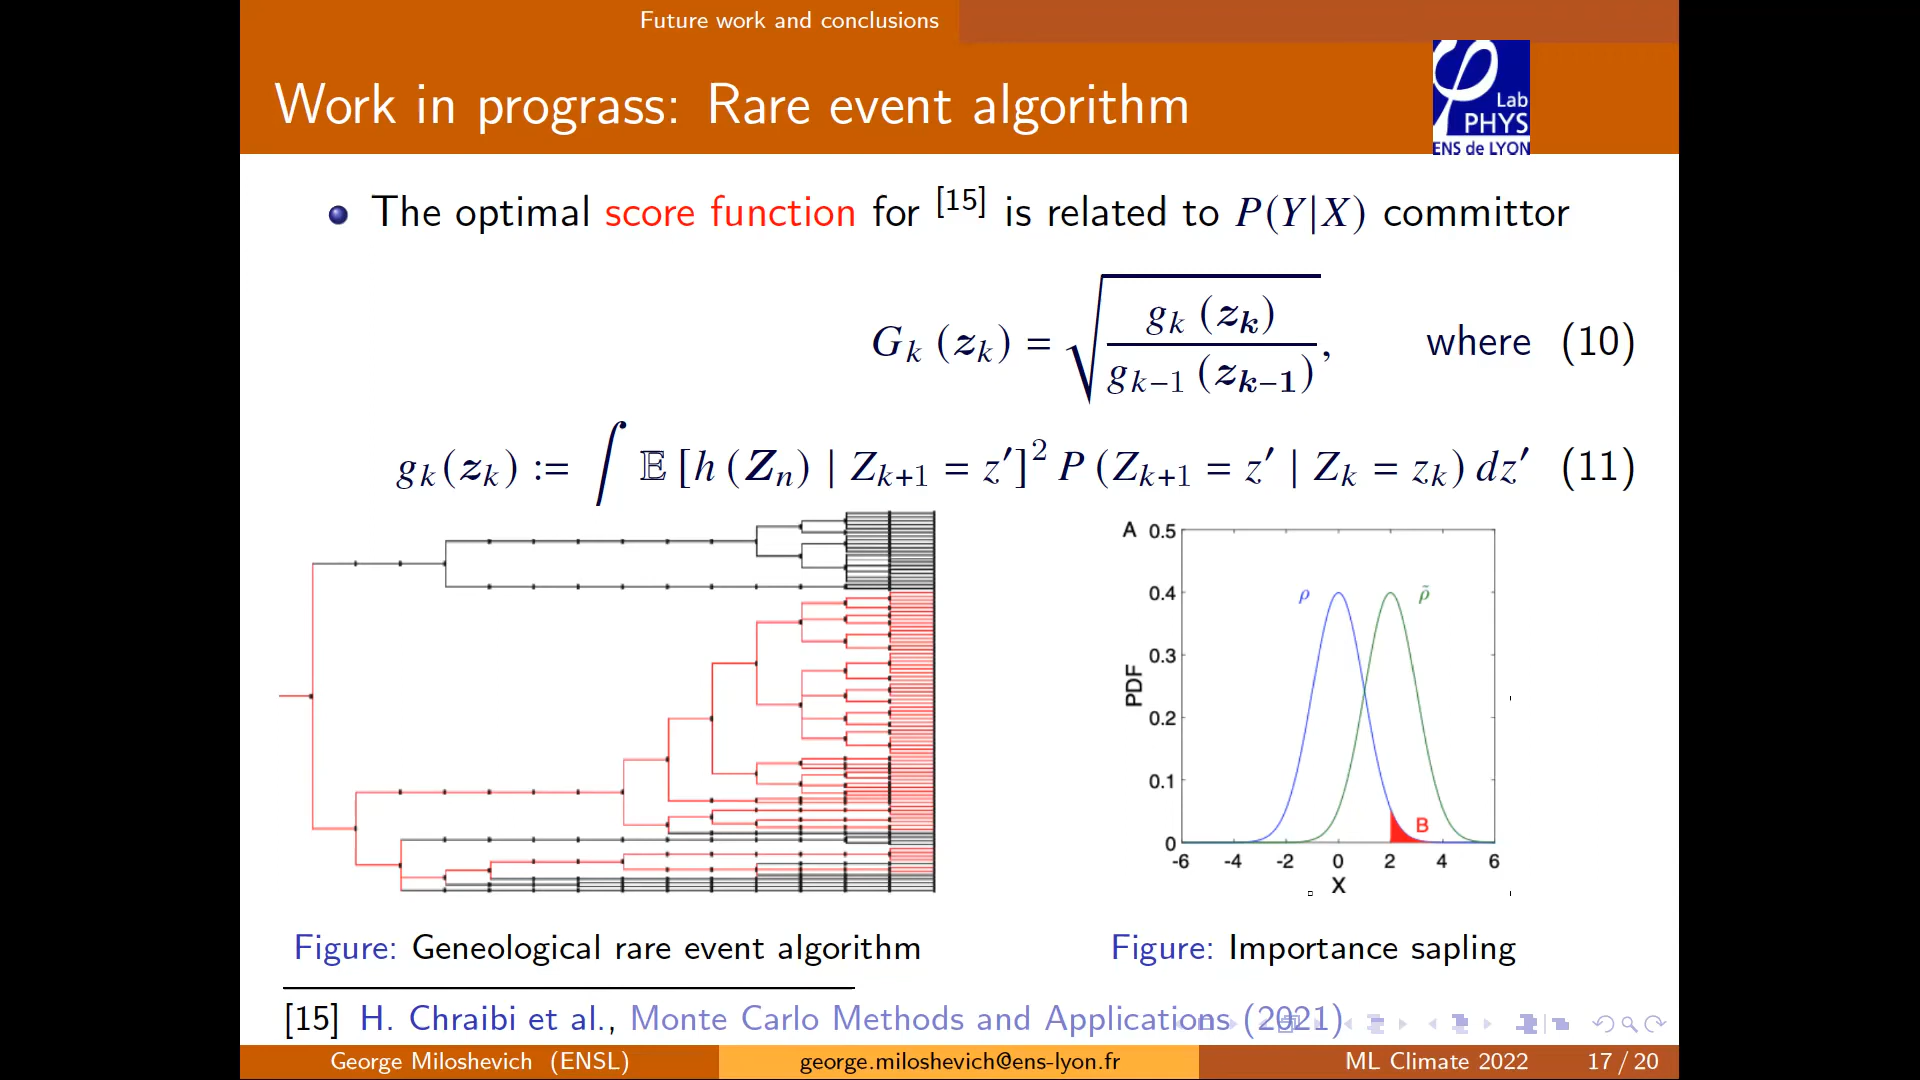 Future work and conclusions
Work in prograss: Rare event algorithm
φ Lab
PHYS
ENS de LYON
The optimal score function for [15] is related to P(Y|X) committor
G_k (z_k) = √(g_k (z_k) / g_{k−1} (z_{k−1})), where (10)
g_k(z_k) := ∫ 𝔼 [h (Z_n) | Z_{k+1} = z′]² P (Z_{k+1} = z′ | Z_k = z_k) dz′ (11)
A
0.5
0.4
0.3
0.2
0.1
0
PDF
ρ
ρ̃
B
-6 -4 -2 0 2 4 6
X
Figure: Geneological rare event algorithm
Figure: Importance sapling
[15] H. Chraibi et al., Monte Carlo Methods and Applications (2021)
George Miloshevich (ENSL) george.miloshevich@ens-lyon.fr ML Climate 2022 17 / 20